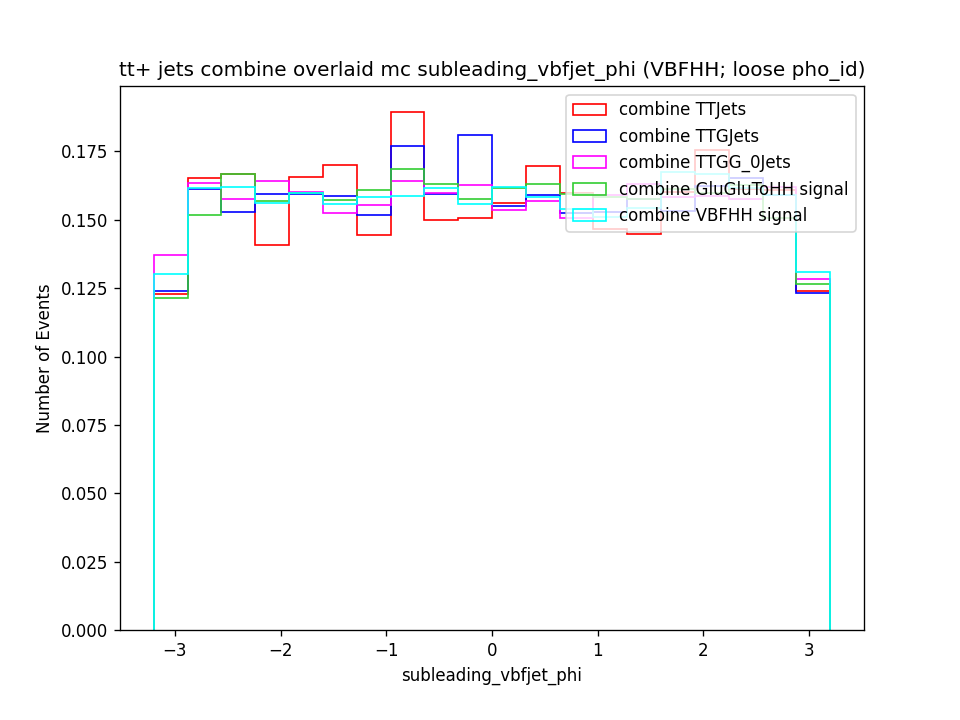 tt+ jets combine overlaid mc subleading_vbfjet_phi (VBFHH; loose pho_id)
combine TTJets
combine TTGJets
combine TTGG_0Jets
combine GluGluToHH signal
combine VBFHH signal
0.175
0.150
0.125
0.100
0.075
0.050
0.025
0.000
Number of Events
−3 −2 −1 0 1 2 3
subleading_vbfjet_phi